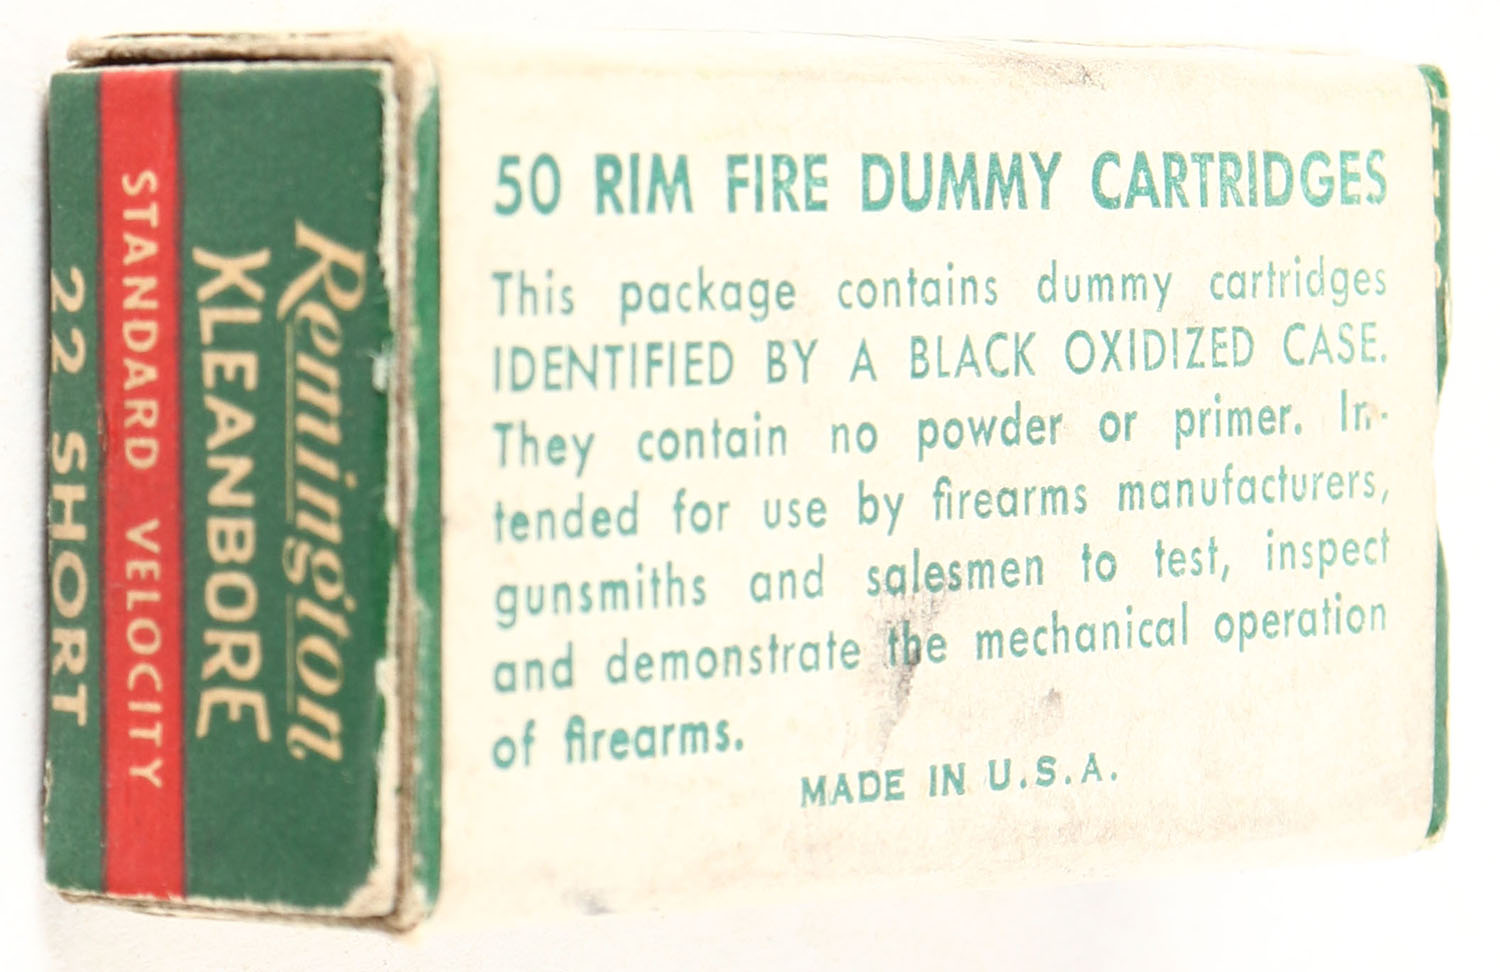 Remington
KLEANBORE
STANDARD VELOCITY
22 SHORT
50 RIM FIRE DUMMY CARTRIDGES
This package contains dummy cartridges
IDENTIFIED BY A BLACK OXIDIZED CASE.
They contain no powder or primer. In-
tended for use by firearms manufacturers,
gunsmiths and salesmen to test, inspect
and demonstrate the mechanical operation
of firearms.
MADE IN U.S.A.